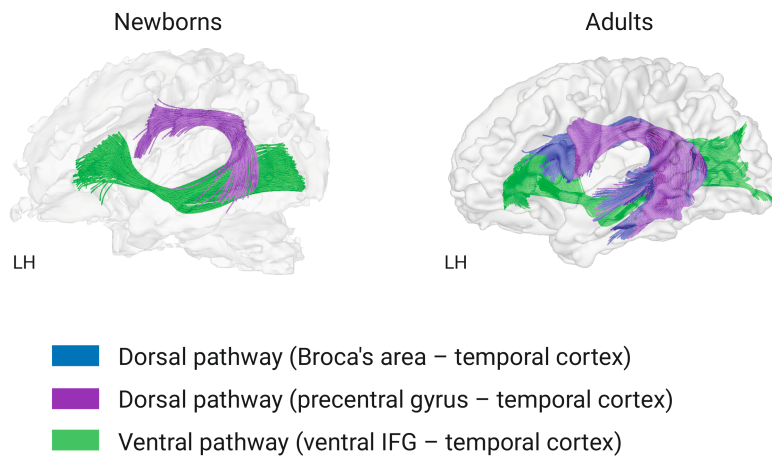 Newborns
Adults
LH
LH
Dorsal pathway (Broca's area – temporal cortex)
Dorsal pathway (precentral gyrus – temporal cortex)
Ventral pathway (ventral IFG – temporal cortex)